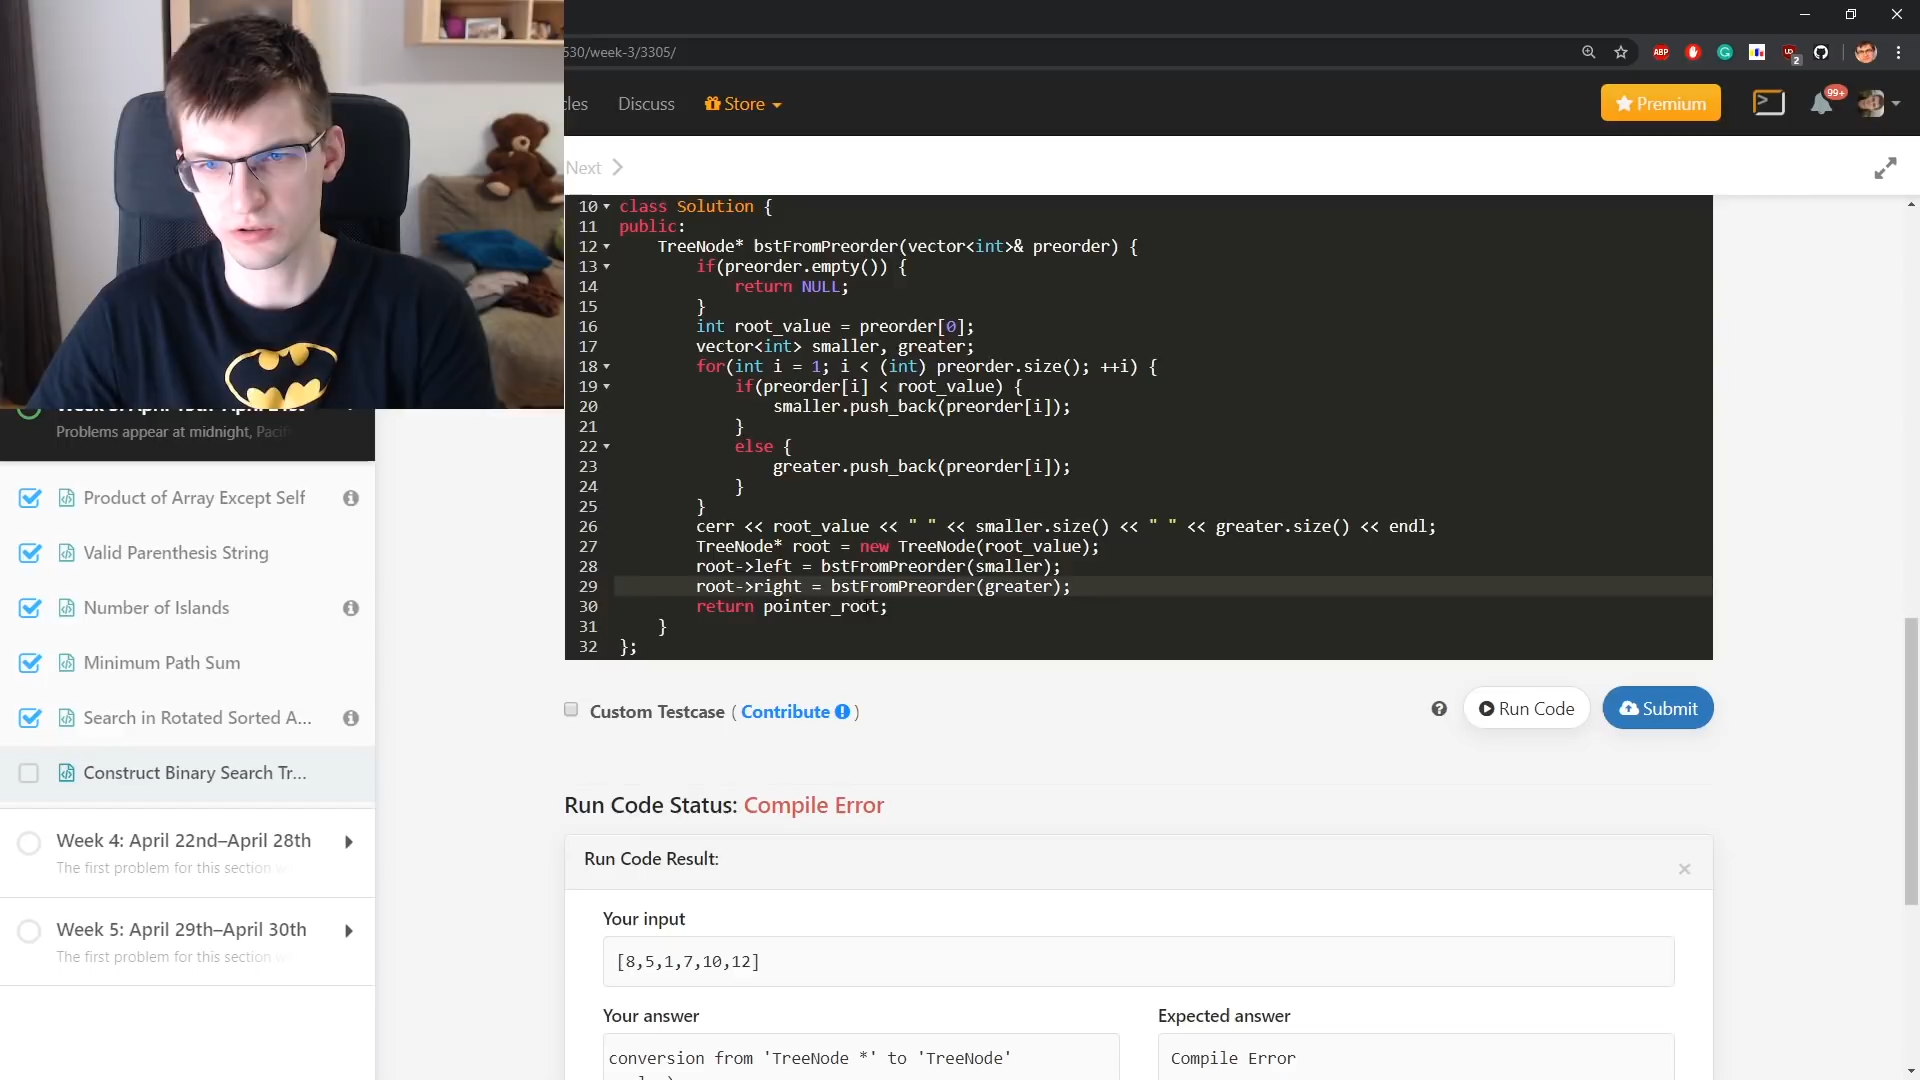 530/week-3/3305/
ABP
2
cles Discuss Store
Premium
99+
Next
10 class Solution {
11 public:
12 TreeNode* bstFromPreorder(vector<int>& preorder) {
13 if(preorder.empty()) {
14 return NULL;
15 }
16 int root_value = preorder[0];
17 vector<int> smaller, greater;
18 for(int i = 1; i < (int) preorder.size(); ++i) {
19 if(preorder[i] < root_value) {
20 smaller.push_back(preorder[i]);
21 }
22 else {
23 greater.push_back(preorder[i]);
24 }
25 }
26 cerr << root_value << " " << smaller.size() << " " << greater.size() << endl;
27 TreeNode* root = new TreeNode(root_value);
28 root->left = bstFromPreorder(smaller);
29 root->right = bstFromPreorder(greater);
30 return pointer_root;
31 }
32 };
Problems appear at midnight, Pacifi
Product of Array Except Self
Valid Parenthesis String
Number of Islands
Minimum Path Sum
Search in Rotated Sorted A...
Construct Binary Search Tr...
Week 4: April 22nd–April 28th
The first problem for this section w
Week 5: April 29th–April 30th
The first problem for this section w
Custom Testcase ( Contribute )
? Run Code Submit
Run Code Status: Compile Error
Run Code Result:
×
Your input
[8,5,1,7,10,12]
Your answer
conversion from 'TreeNode *' to 'TreeNode'
Expected answer
Compile Error